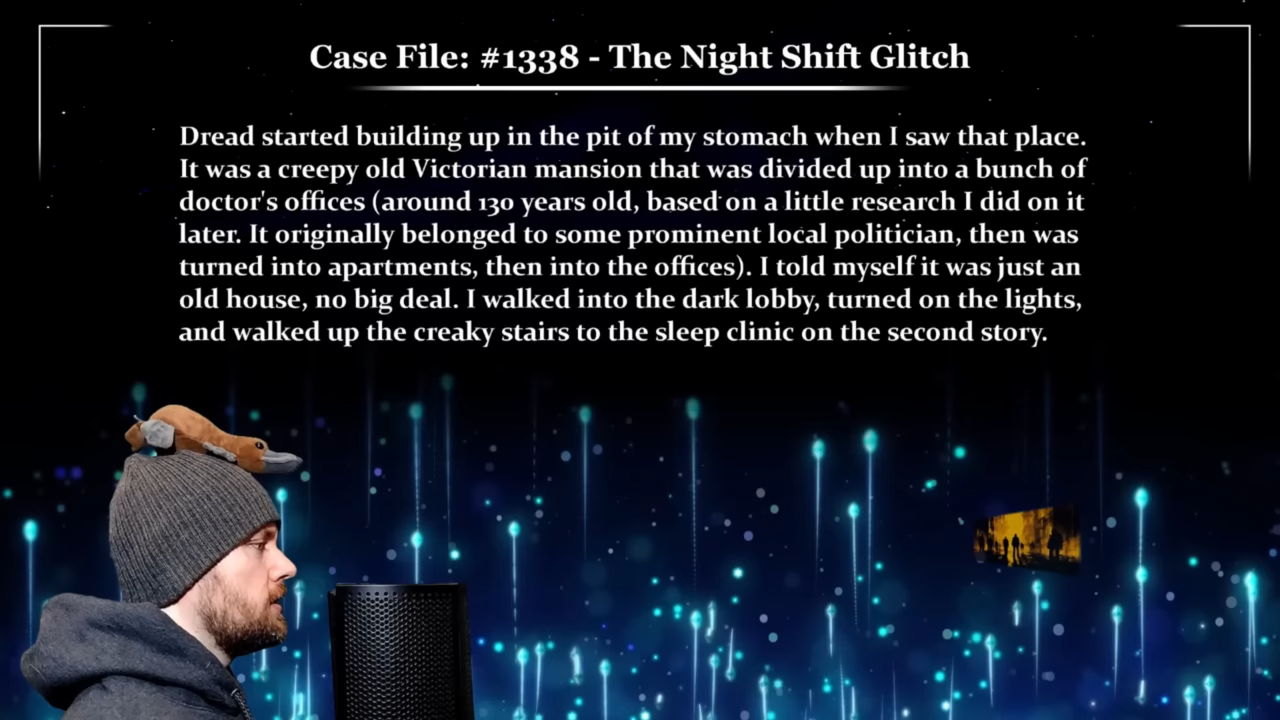 Case File: #1338 - The Night Shift Glitch
Dread started building up in the pit of my stomach when I saw that place.
It was a creepy old Victorian mansion that was divided up into a bunch of
doctor's offices (around 130 years old, based on a little research I did on it
later. It originally belonged to some prominent local politician, then was
turned into apartments, then into the offices). I told myself it was just an
old house, no big deal. I walked into the dark lobby, turned on the lights,
and walked up the creaky stairs to the sleep clinic on the second story.